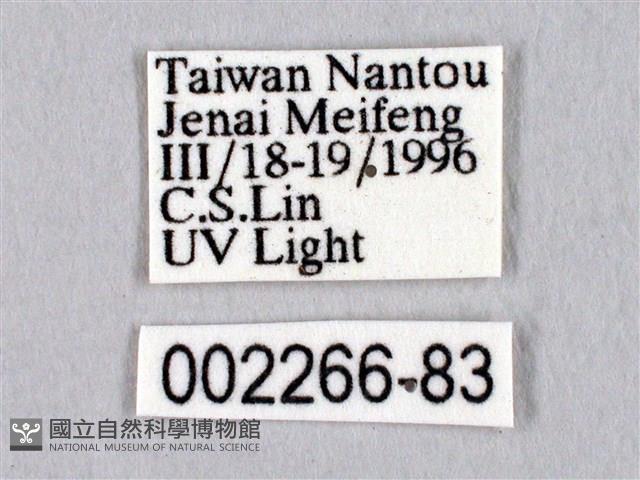 Taiwan Nantou
Jenai Meifeng
III/18-19/1996
C.S.Lin
UV Light
002266-83
國立自然科學博物館
NATIONAL MUSEUM OF NATURAL SCIENCE